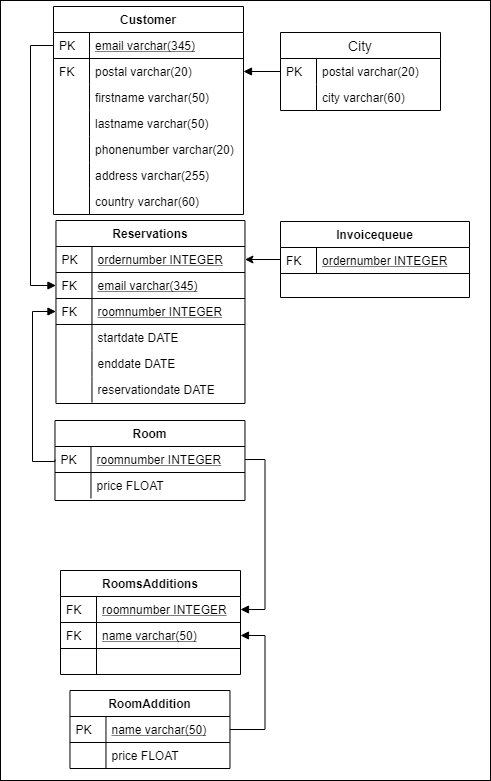 Customer
PK email varchar(345)
FK postal varchar(20)
firstname varchar(50)
lastname varchar(50)
phonenumber varchar(20)
address varchar(255)
country varchar(60)
City
PK postal varchar(20)
city varchar(60)
Reservations
PK ordernumber INTEGER
FK email varchar(345)
FK roomnumber INTEGER
startdate DATE
enddate DATE
reservationdate DATE
Invoicequeue
FK ordernumber INTEGER
Room
PK roomnumber INTEGER
price FLOAT
RoomsAdditions
FK roomnumber INTEGER
FK name varchar(50)
RoomAddition
PK name varchar(50)
price FLOAT